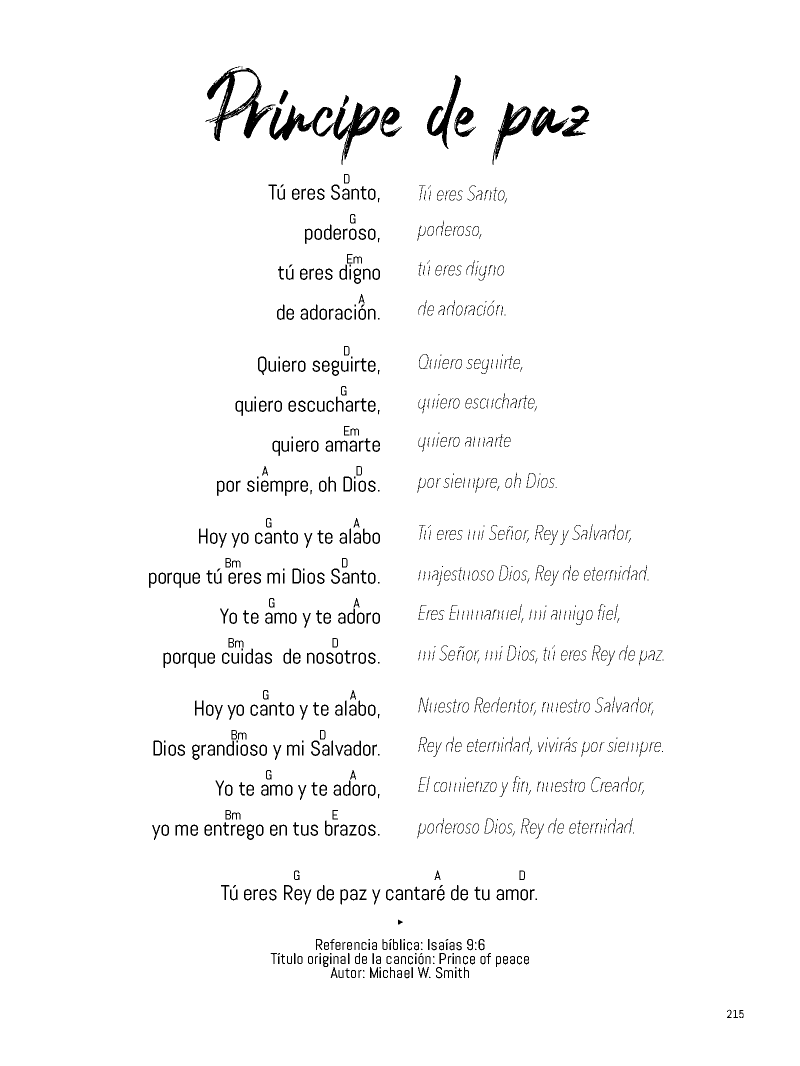 Príncipe de paz
D
Tú eres Santo, Tú eres Santo,
G
poderoso, poderoso,
Em
tú eres digno tú eres digno
A
de adoración. de adoración.
D
Quiero seguirte, Quiero seguirte,
G
quiero escucharte, quiero escucharte,
Em
quiero amarte quiero amarte
A D
por siempre, oh Dios. por siempre, oh Dios.
G A
Hoy yo canto y te alabo Tú eres mi Señor, Rey y Salvador,
Bm D
porque tú eres mi Dios Santo. majestuoso Dios, Rey de eternidad.
G A
Yo te amo y te adoro Eres Emmanuel, mi amigo fiel,
Bm D
porque cuidas de nosotros. mi Señor, mi Dios, tú eres Rey de paz.
G A
Hoy yo canto y te alabo, Nuestro Redentor, nuestro Salvador,
Bm D
Dios grandioso y mi Salvador. Rey de eternidad, vivirás por siempre.
G A
Yo te amo y te adoro, El comienzo y fin, nuestro Creador,
Bm E
yo me entrego en tus brazos. poderoso Dios, Rey de eternidad.
G A D
Tú eres Rey de paz y cantaré de tu amor.
Referencia bíblica: Isaías 9:6
Título original de la canción: Prince of peace
Autor: Michael W. Smith
215